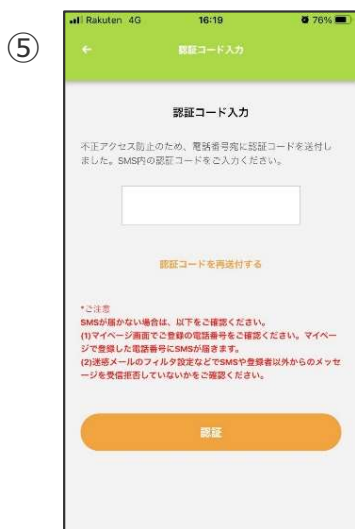 ⑤
Rakuten 4G 16:19 76%
認証コード入力
認証コード入力
不正アクセス防止のため、電話番号宛に認証コードを送付し
ました。SMS内の認証コードをご入力ください。
認証コードを再送付する
*ご注意
SMSが届かない場合は、以下をご確認ください。
(1)マイページ画面でご登録の電話番号をご確認ください。マイペー
ジで登録した電話番号にSMSが届きます。
(2)迷惑メールのフィルタ設定などでSMSや登録者以外からのメッセ
ージを受信拒否していないかをご確認ください。
認証